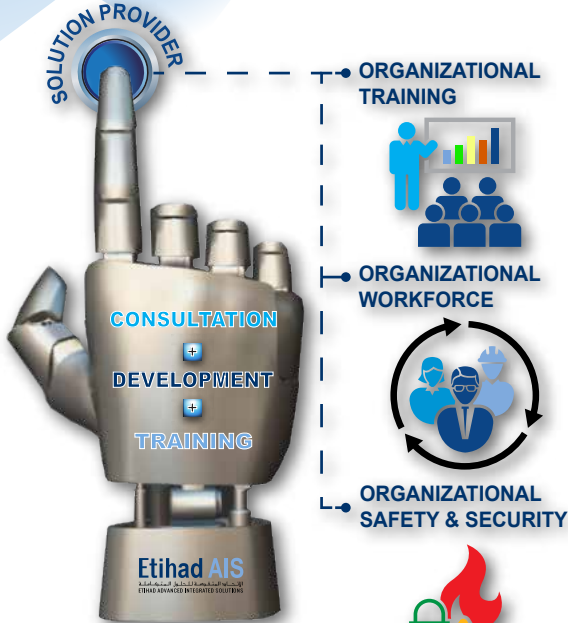 SOLUTION PROVIDER
ORGANIZATIONAL
TRAINING
ORGANIZATIONAL
WORKFORCE
CONSULTATION
+
DEVELOPMENT
+
TRAINING
ORGANIZATIONAL
SAFETY & SECURITY
Etihad AIS
ETIHAD ADVANCED INTEGRATED SOLUTIONS